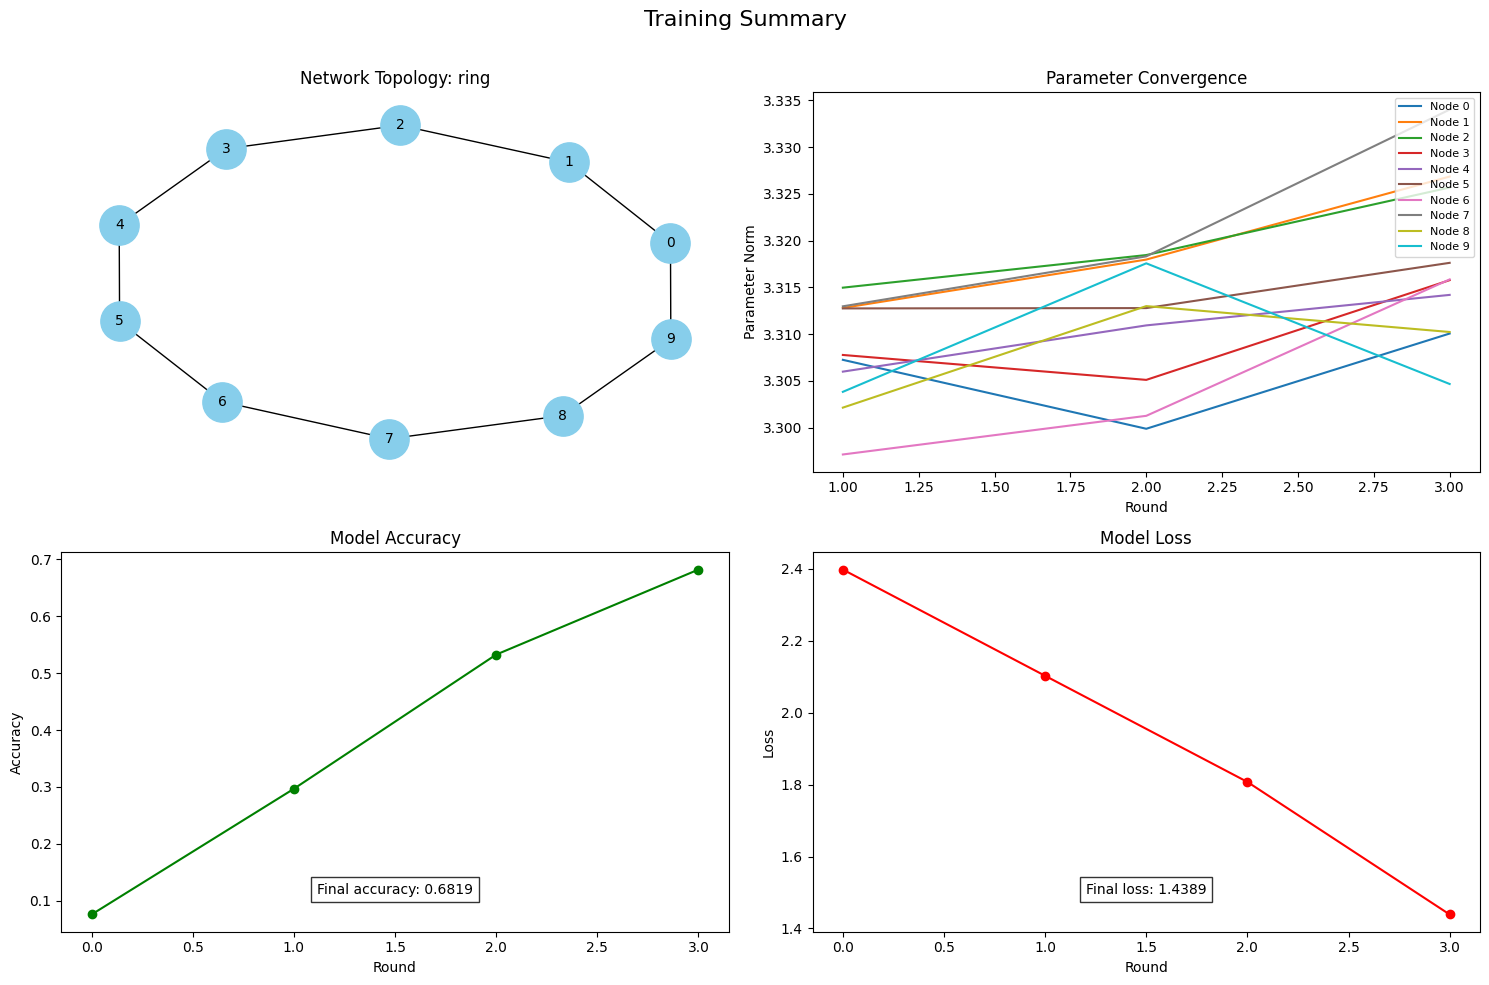 Training Summary
Network Topology: ring
2
3
1
4
0
5
9
6
8
7
Parameter Convergence
3.335
3.330
3.325
3.320
3.315
3.310
3.305
3.300
Parameter Norm
Node 0
Node 1
Node 2
Node 3
Node 4
Node 5
Node 6
Node 7
Node 8
Node 9
1.00 1.25 1.50 1.75 2.00 2.25 2.50 2.75 3.00
Round
Model Accuracy
0.7
0.6
0.5
0.4
0.3
0.2
0.1
Accuracy
Final accuracy: 0.6819
0.0 0.5 1.0 1.5 2.0 2.5 3.0
Round
Model Loss
2.4
2.2
2.0
1.8
1.6
1.4
Loss
Final loss: 1.4389
0.0 0.5 1.0 1.5 2.0 2.5 3.0
Round